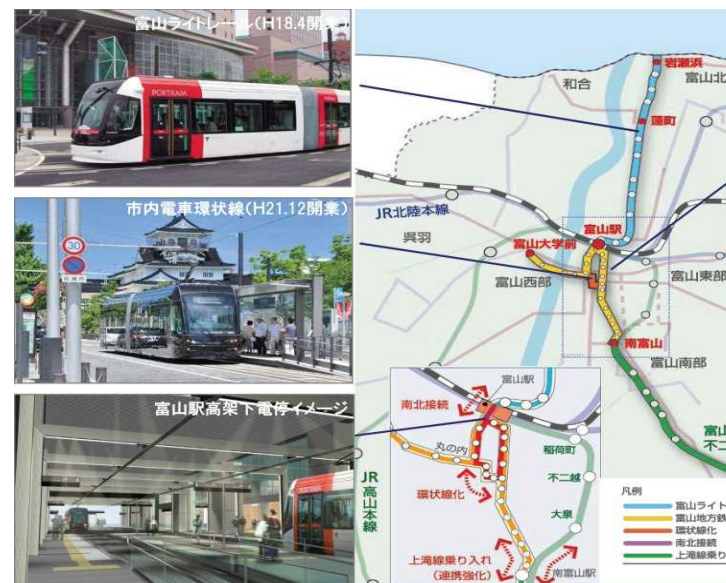 富山ライトレール(H18.4開業)
PORTRAM
市内電車環状線(H21.12開業)
30
富山駅高架下電停イメージ
岩瀬浜
富山北
和合
蓮町
JR北陸本線
呉羽
富山駅
富山大学前
富山西部
富山東部
南富山
富山南部
富山
不二
富山駅
南北接続
丸の内
稲荷町
不二越
環状線化
大泉
JR高山本線
上滝線乗り入れ
(連携強化)
南富山駅
凡例
富山ライト
富山地方鉄
環状線化
南北接続
上滝線乗り